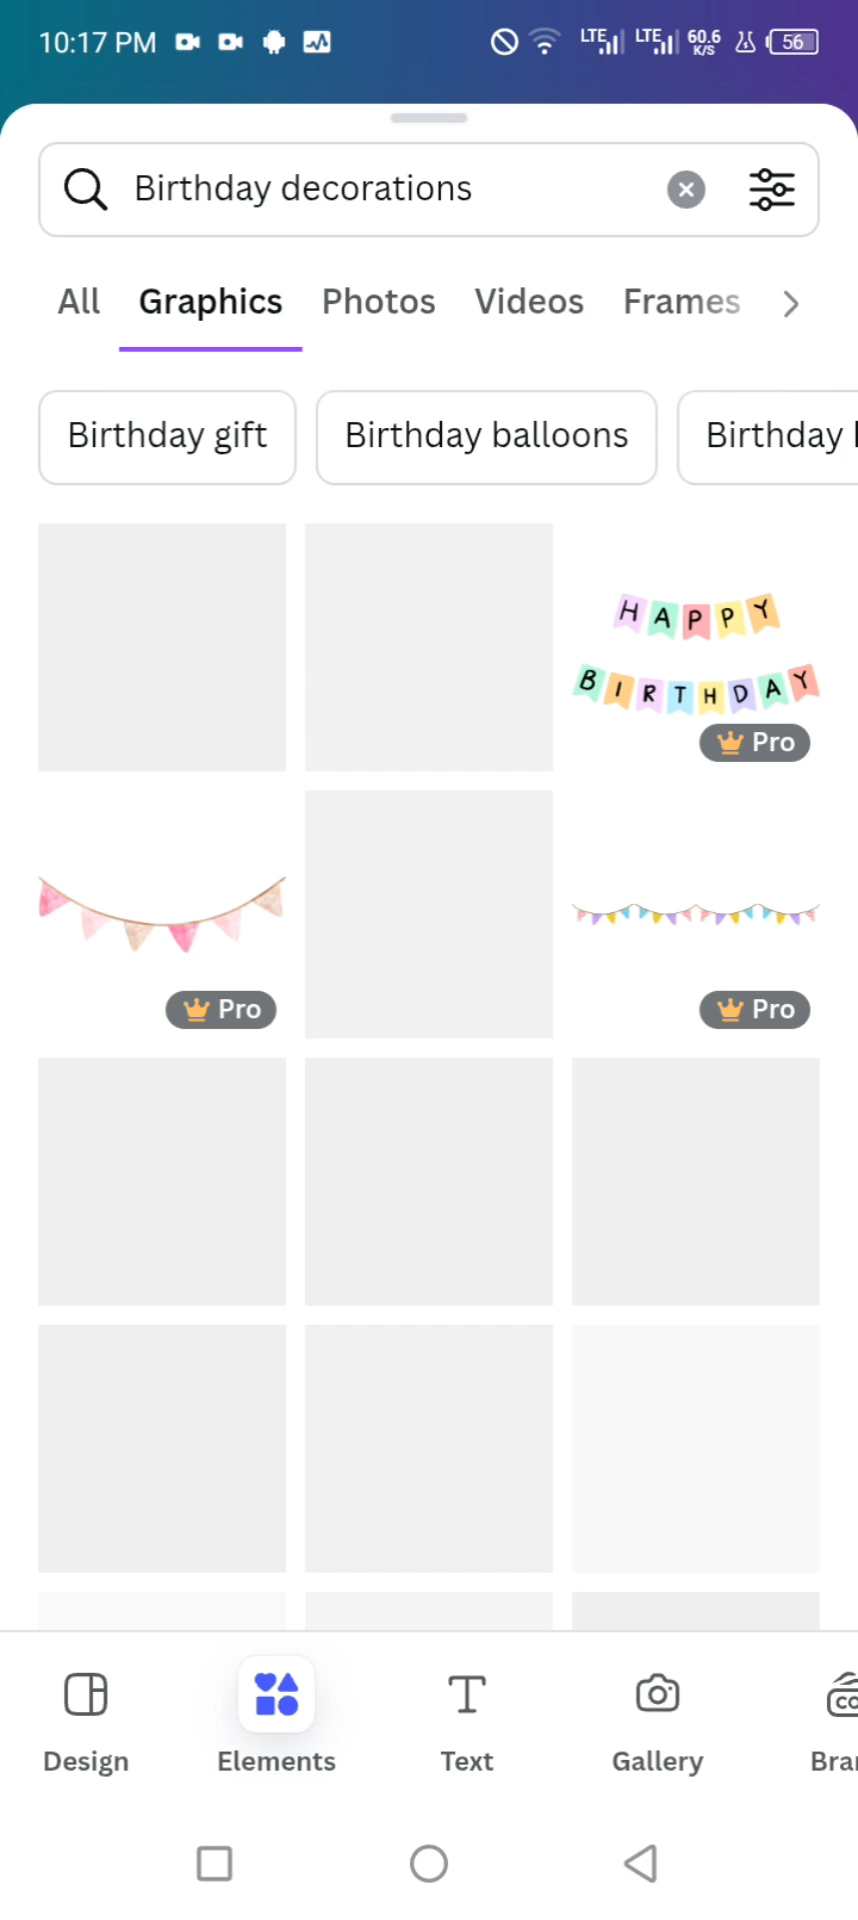 10:17 PM LTE LTE 60.6 K/S 56
Birthday decorations
All Graphics Photos Videos Frames
Birthday gift Birthday balloons Birthday
HAPPY
BIRTHDAY
Pro
Pro Pro
Design Elements Text Gallery